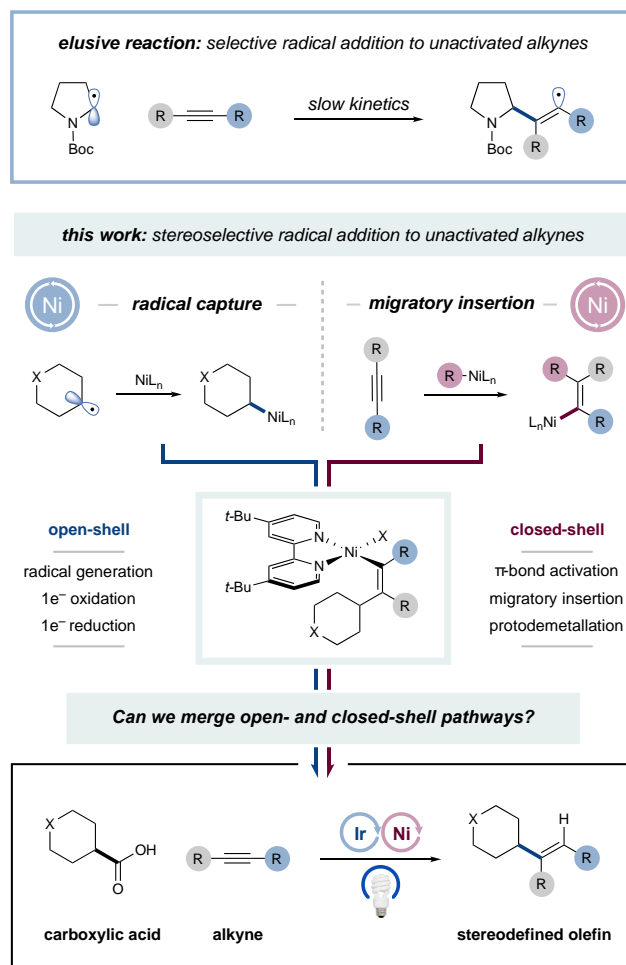 elusive reaction: selective radical addition to unactivated alkynes
N
Boc
R
R
slow kinetics
N
Boc
R
R
this work: stereoselective radical addition to unactivated alkynes
Ni
radical capture
migratory insertion
Ni
X
NiLn
X
NiLn
R
R
R-NiLn
R
R
LnNi
R
open-shell
radical generation
1e– oxidation
1e– reduction
t-Bu
t-Bu
N
N
Ni
X
R
R
X
closed-shell
π-bond activation
migratory insertion
protodemetallation
Can we merge open- and closed-shell pathways?
X
OH
O
R
R
Ir
Ni
X
H
R
R
carboxylic acid
alkyne
stereodefined olefin